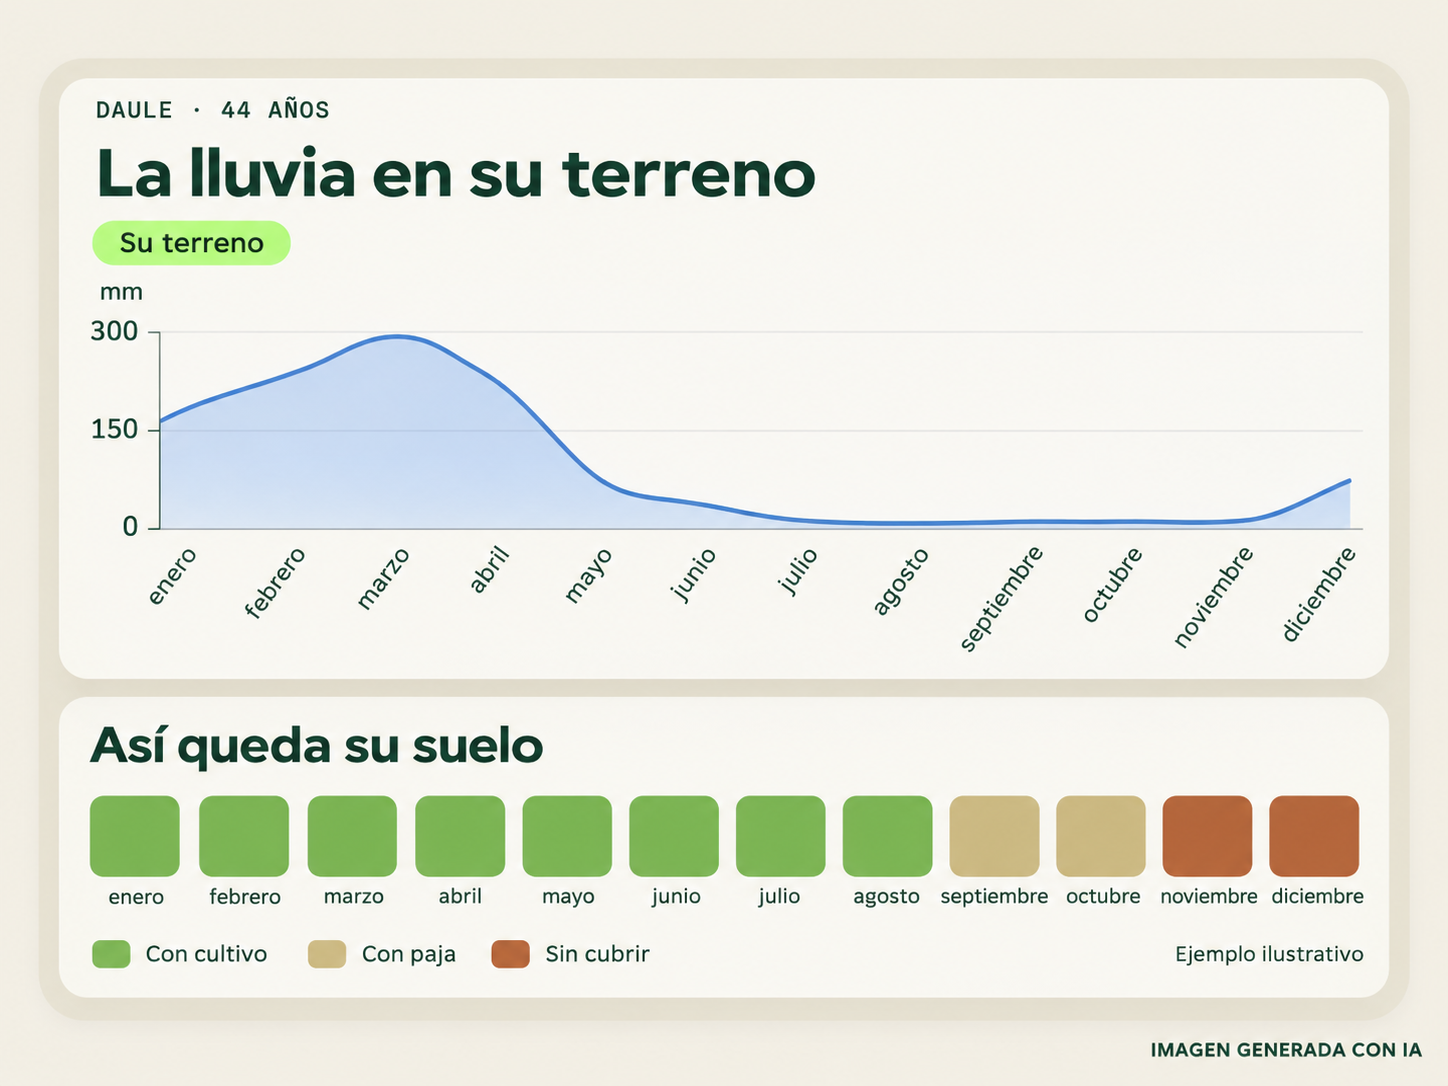 DAULE · 44 AÑOS
La lluvia en su terreno
Su terreno
mm
300
150
0
enero febrero marzo abril mayo junio julio agosto septiembre octubre noviembre diciembre
Así queda su suelo
enero febrero marzo abril mayo junio julio agosto septiembre octubre noviembre diciembre
Con cultivo Con paja Sin cubrir Ejemplo ilustrativo
IMAGEN GENERADA CON IA